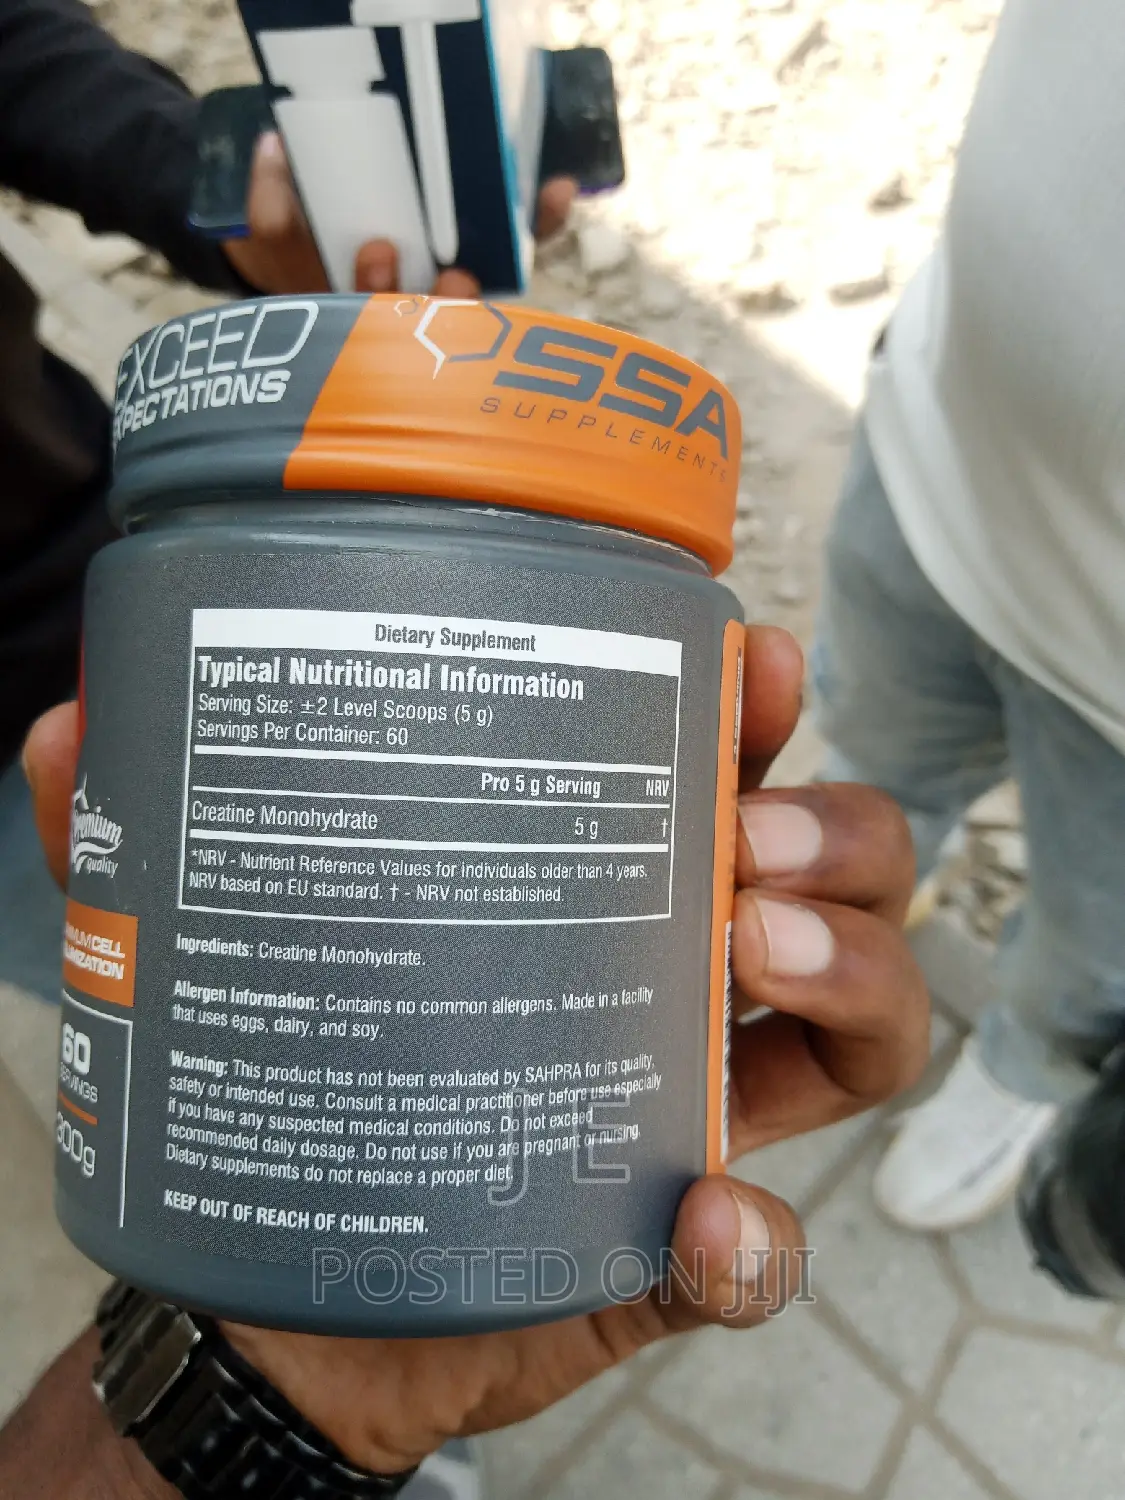 EXCEED
EXPECTATIONS
SSA
SUPPLEMENTS
Dietary Supplement
Typical Nutritional Information
Serving Size: ±2 Level Scoops (5 g)
Servings Per Container: 60
Pro 5 g Serving NRV
Creatine Monohydrate 5 g †
*NRV - Nutrient Reference Values for individuals older than 4 years.
NRV based on EU standard. † - NRV not established.
Ingredients: Creatine Monohydrate.
Allergen Information: Contains no common allergens. Made in a facility
that uses eggs, dairy, and soy.
Warning: This product has not been evaluated by SAHPRA for its quality,
safety or intended use. Consult a medical practitioner before use especially
if you have any suspected medical conditions. Do not exceed
recommended daily dosage. Do not use if you are pregnant or nursing.
Dietary supplements do not replace a proper diet.
KEEP OUT OF REACH OF CHILDREN.
Premium
quality
CELL
60
SERVINGS
300g
J E
POSTED ON JIJI